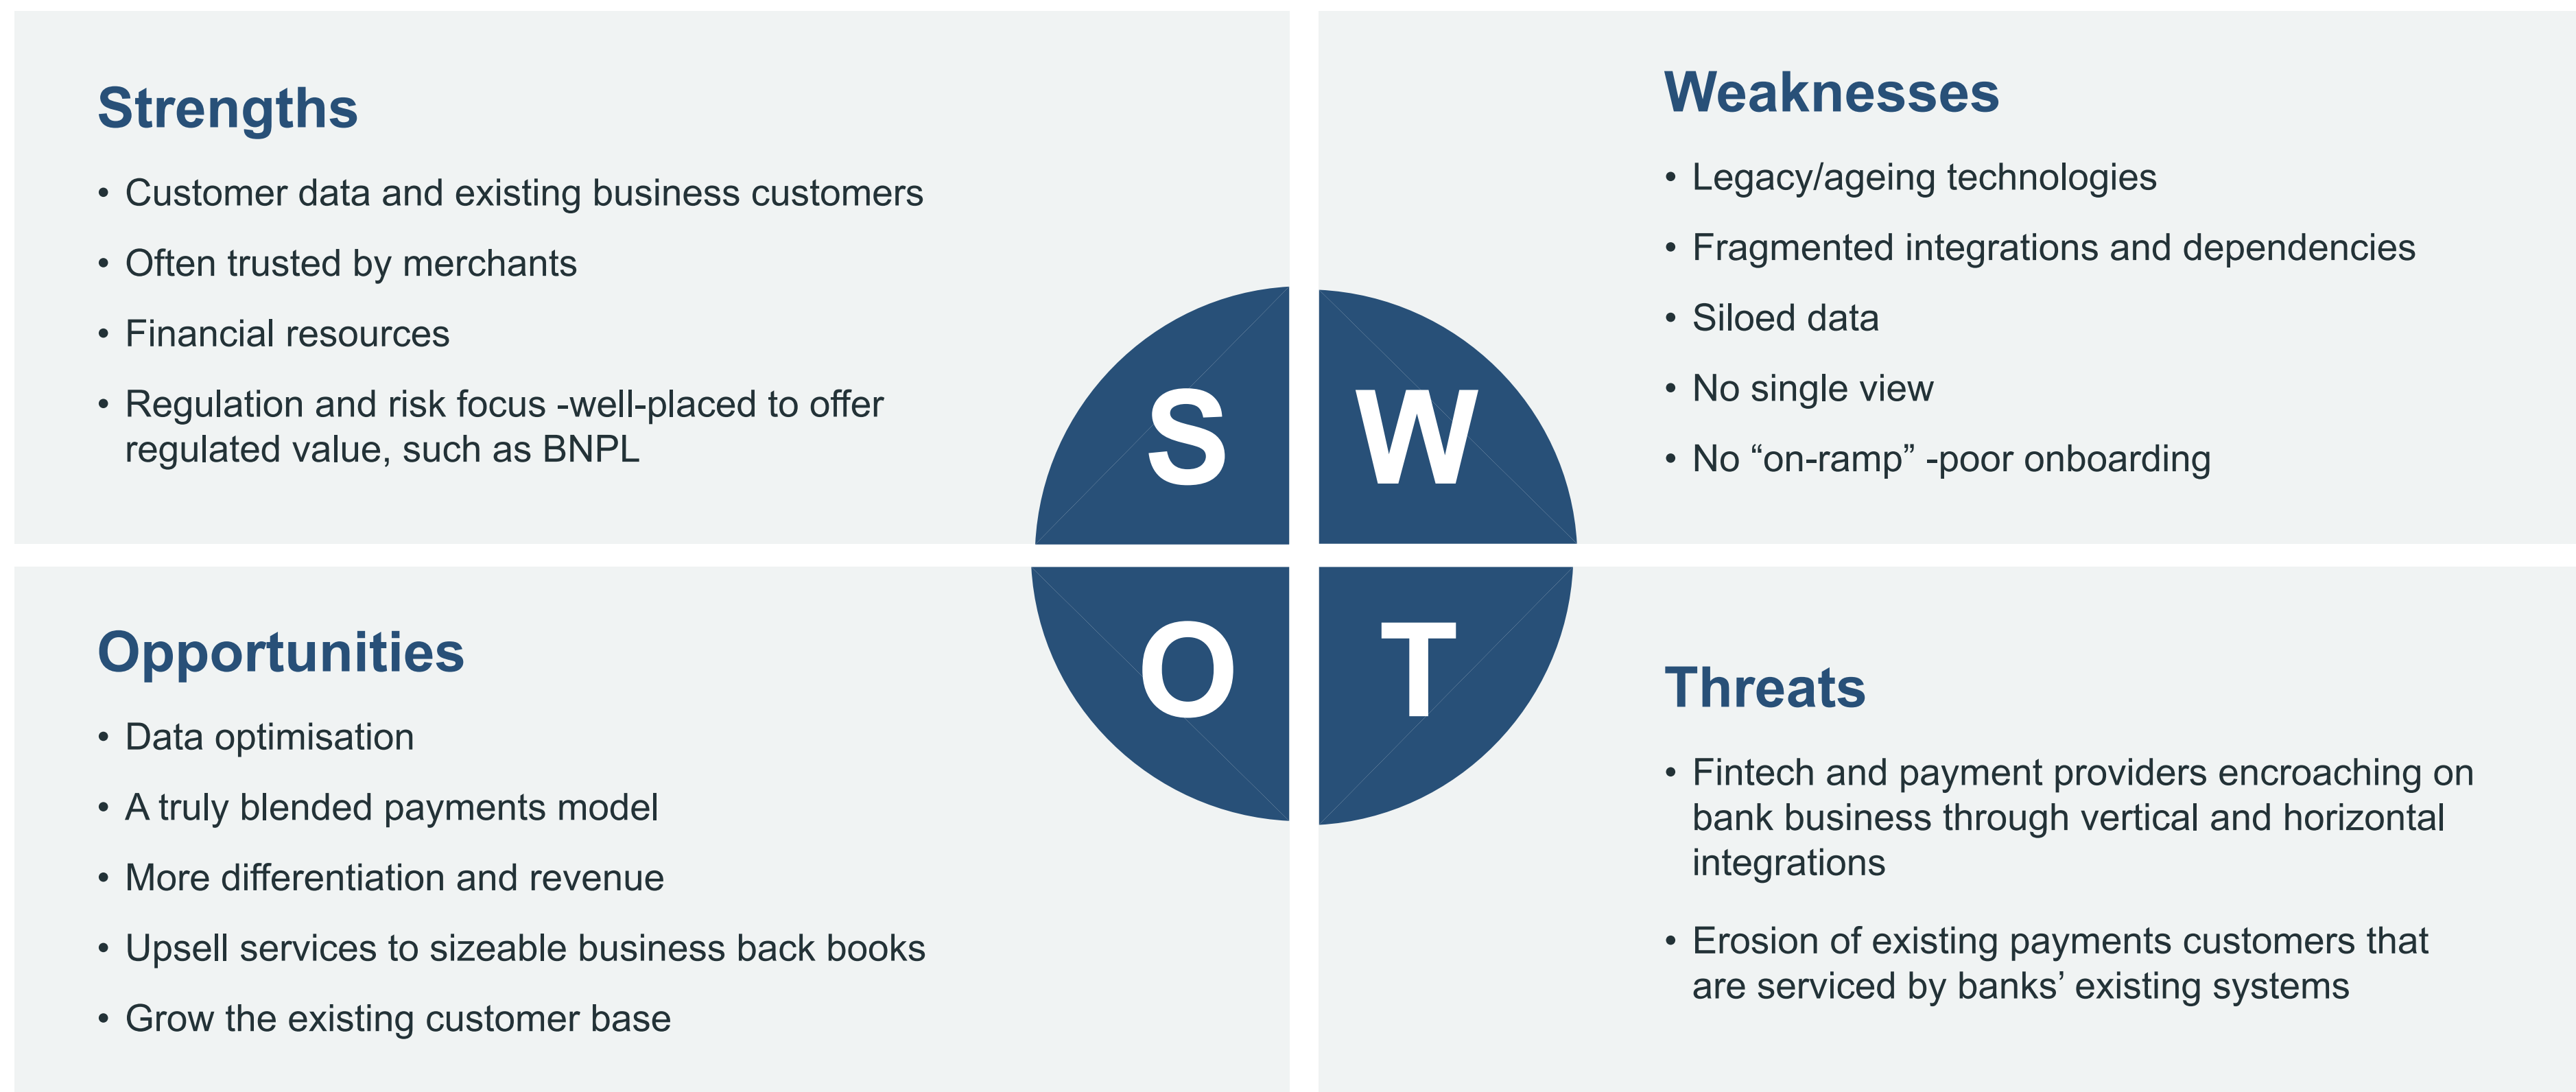 Strengths
• Customer data and existing business customers
• Often trusted by merchants
• Financial resources
• Regulation and risk focus -well-placed to offer
regulated value, such as BNPL
Weaknesses
• Legacy/ageing technologies
• Fragmented integrations and dependencies
• Siloed data
• No single view
• No “on-ramp” -poor onboarding
S
W
O
T
Opportunities
• Data optimisation
• A truly blended payments model
• More differentiation and revenue
• Upsell services to sizeable business back books
• Grow the existing customer base
Threats
• Fintech and payment providers encroaching on
bank business through vertical and horizontal
integrations
• Erosion of existing payments customers that
are serviced by banks’ existing systems